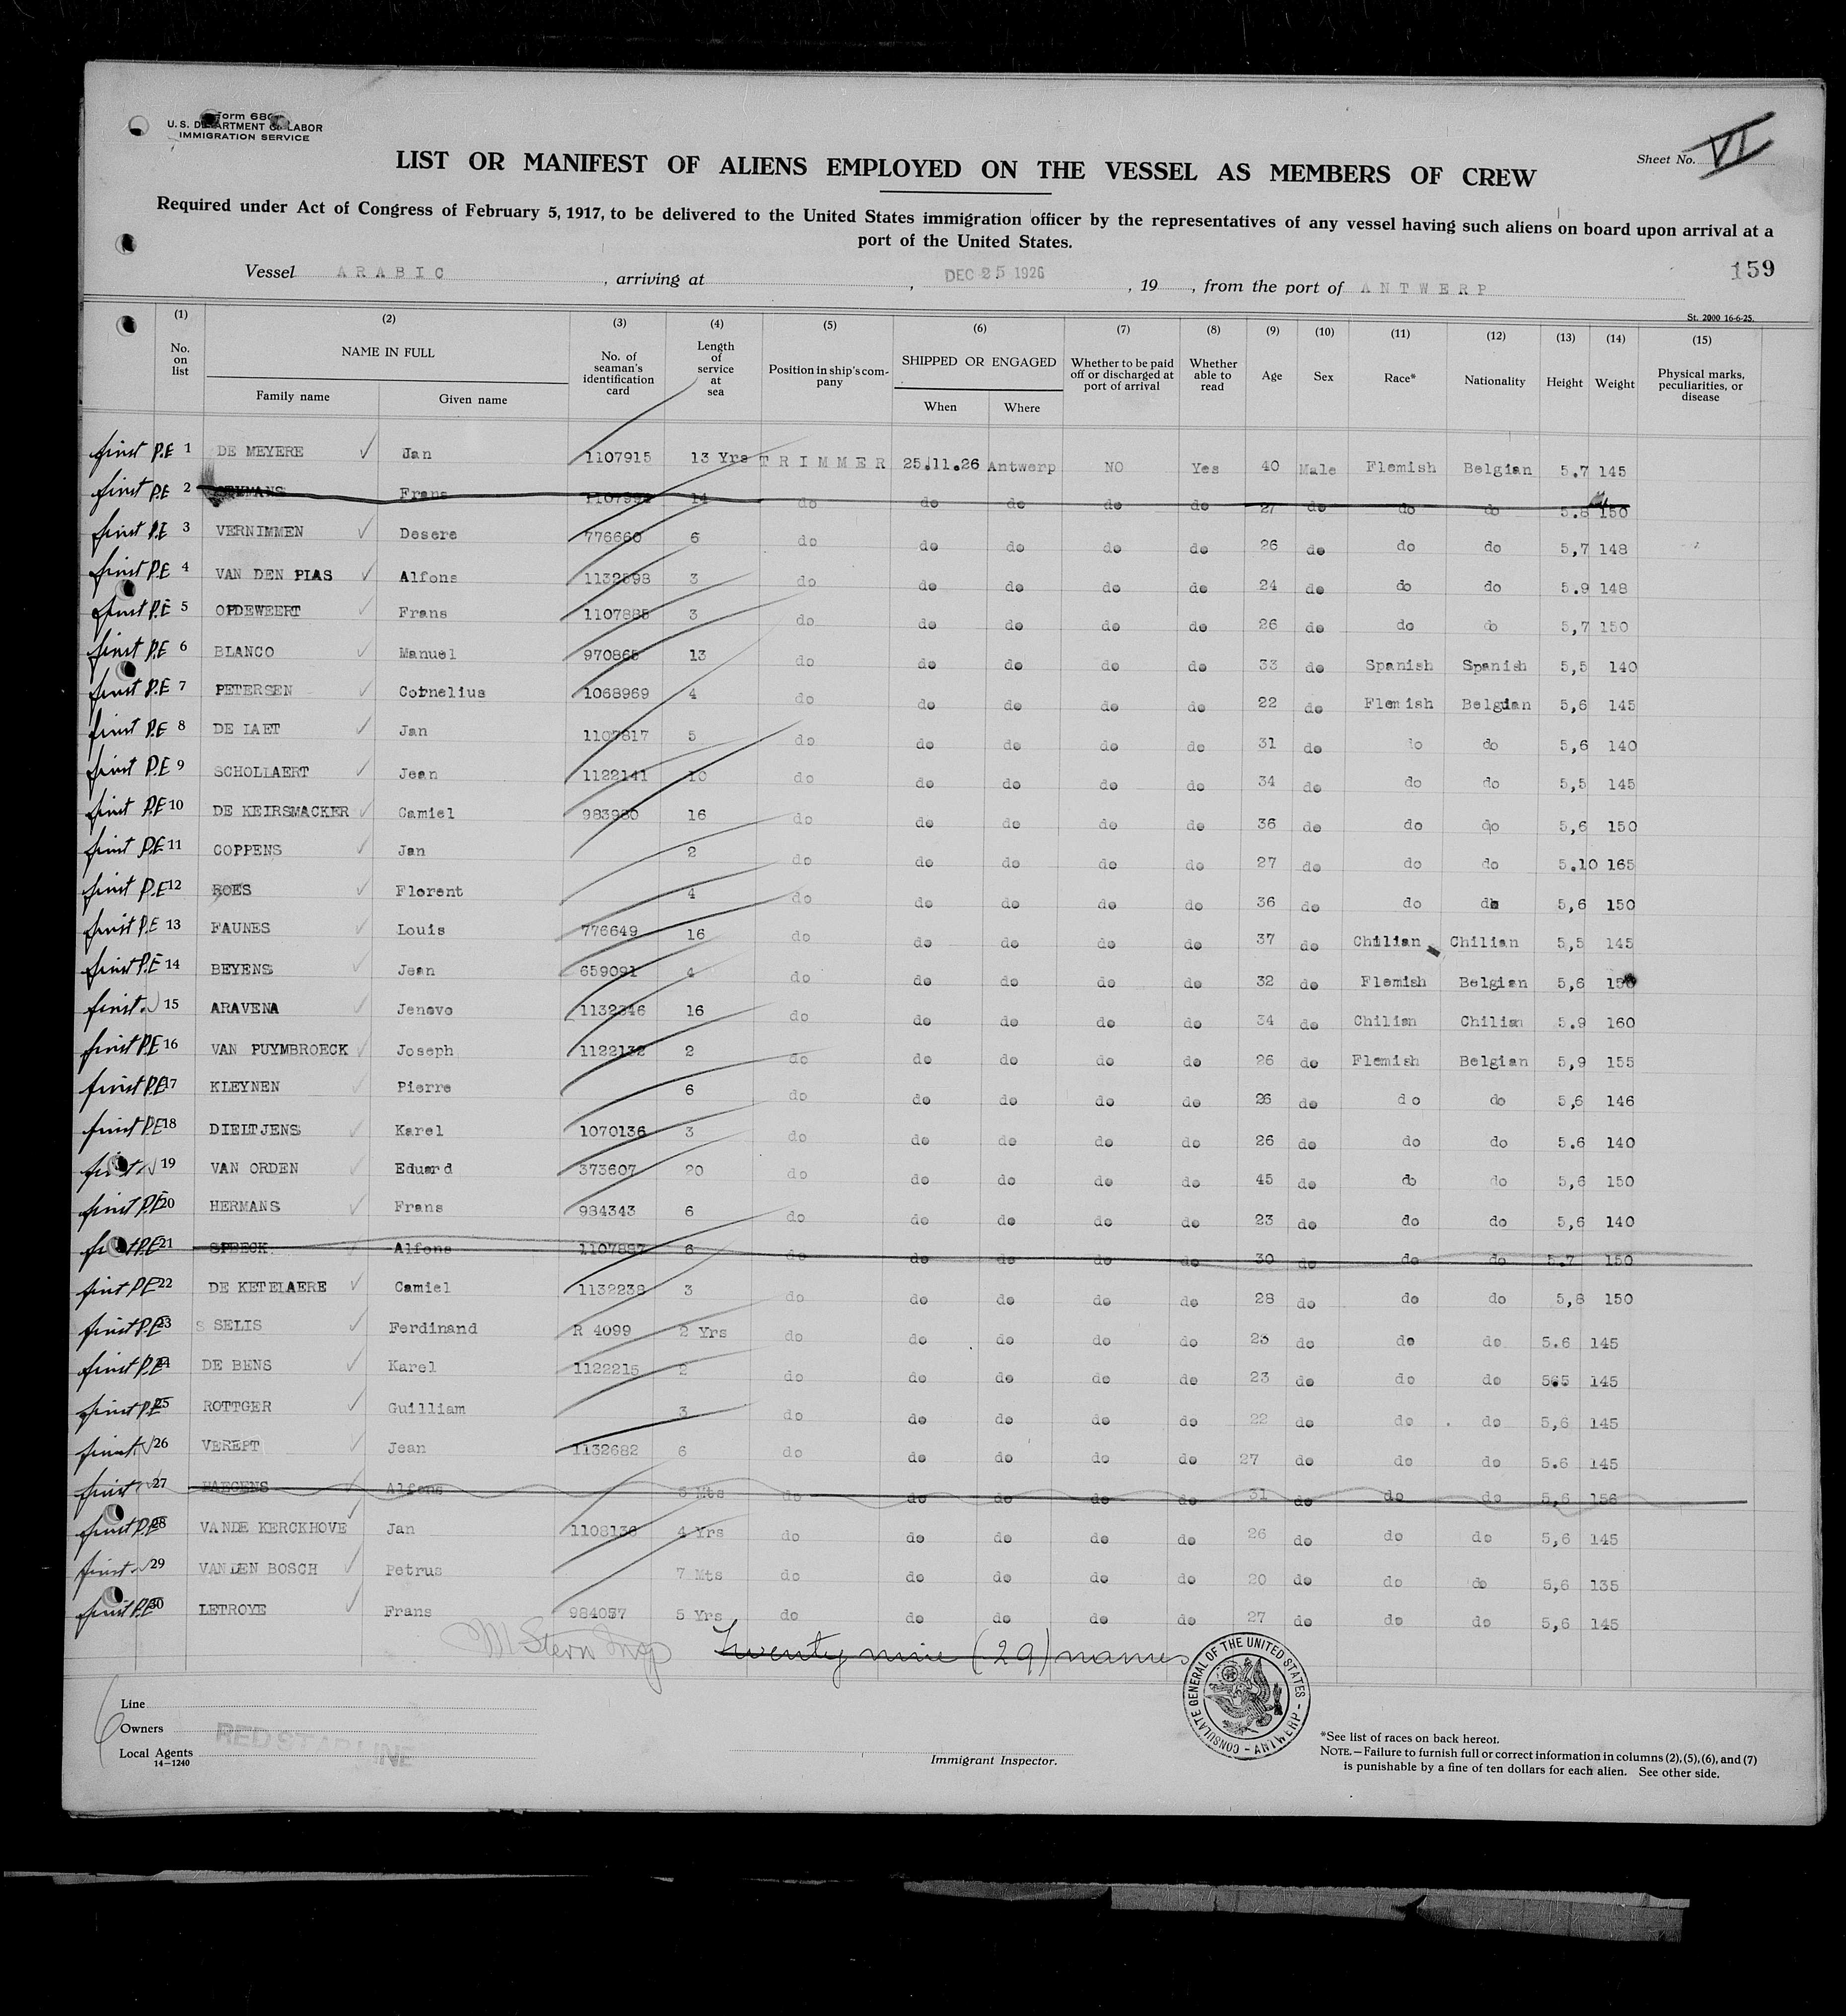 Form 680
U. S. DEPARTMENT OF LABOR
IMMIGRATION SERVICE
Sheet No. VI
LIST OR MANIFEST OF ALIENS EMPLOYED ON THE VESSEL AS MEMBERS OF CREW
Required under Act of Congress of February 5, 1917, to be delivered to the United States immigration officer by the representatives of any vessel having such aliens on board upon arrival at a
port of the United States.
159
Vessel ARABIC , arriving at , DEC 25 1926 , 19 , from the port of ANTWERP
St. 2000 16-6-25.
(1) (2) (3) (4) (5) (6) (7) (8) (9) (10) (11) (12) (13) (14) (15)
No. on list NAME IN FULL Family name Given name No. of seaman's identification card Length of service at sea Position in ship's company SHIPPED OR ENGAGED When Where Whether to be paid off or discharged at port of arrival Whether able to read Age Sex Race* Nationality Height Weight Physical marks, peculiarities, or disease
first P.E 1 DE MEYERE Jan 1107915 13 Yrs TRIMMER 25.11.26 Antwerp NO Yes 40 Male Flemish Belgian 5.7 145
first P.E 2 Frans 14 do do do do do 27 do do do 5.8 150
first P.E 3 VERNIMMEN Desere 776660 6 do do do do do 26 do do do 5,7 148
first P.E 4 VAN DEN PIAS Alfons 1132598 3 do do do do do 24 do do do 5.9 148
first P.E 5 OPDEWEERT Frans 1107885 3 do do do do do 26 do do do 5,7 150
first P.E 6 BLANCO Manuel 970865 13 do do do do do 33 do Spanish Spanish 5,5 140
first P.E 7 PETERSEN Cornelius 1068969 4 do do do do do 22 do Flemish Belgian 5,6 145
first P.E 8 DE IAET Jan 1107817 5 do do do do do 31 do do do 5,6 140
first P.E 9 SCHOLLAERT Jean 1122141 10 do do do do do 34 do do do 5,5 145
first P.E 10 DE KEIRSMACKER Camiel 983980 16 do do do do do 36 do do do 5,6 150
first P.E 11 COPPENS Jan 2 do do do do do 27 do do do 5.10 165
first P.E 12 ROES Florent 4 do do do do do 36 do do do 5,6 150
first P.E 13 FAUNES Louis 776649 16 do do do do do 37 do Chilian Chilian 5,5 145
first P.E 14 BEYENS Jean 659091 4 do do do do do 32 do Flemish Belgian 5,6
first 15 ARAVENA Jenovo 1132346 16 do do do do do 34 do Chilian Chilian 5.9 160
first P.E 16 VAN PUYMBROECK Joseph 1122132 2 do do do do do 26 do Flemish Belgian 5,9 155
first P.E 17 KLEYNEN Pierre 6 do do do do do 26 do do do 5,6 146
first P.E 18 DIELTJENS Karel 1070136 3 do do do do do 26 do do do 5.6 140
first 19 VAN ORDEN Eduard 373607 20 do do do do do 45 do do do 5,6 150
first P.E 20 HERMANS Frans 984343 6 do do do do do 23 do do do 5,6 140
first P.E 21 SPEECK Alfons 1107887 6 do do do do do 30 do do do 5.7 150
first P.E 22 DE KETELAERE Camiel 1132238 3 do do do do do 28 do do do 5,8 150
first P.E 23 S SELIS Ferdinand R 4099 2 Yrs do do do do do 23 do do do 5.6 145
first P.E 24 DE BENS Karel 1122215 2 do do do do do 23 do do do 5.5 145
first P.E 25 ROTTGER Guilliam 3 do do do do do 22 do do do 5,6 145
first 26 VEREPT Jean 1132682 6 do do do do do 27 do do do 5.6 145
first 27 HAEGENS Alfons 6 Mts do do do do do 31 do do do 5,6 156
first P.E 28 VANDE KERCKHOVE Jan 1108136 4 Yrs do do do do do 26 do do do 5,6 145
first 29 VANDEN BOSCH Petrus 7 Mts do do do do do 20 do do do 5,6 135
first P.E 30 LETROYE Frans 984057 5 Yrs do do do do do 27 do do do 5,6 145
M Stern Insp Twenty nine (29) names
CONSULATE GENERAL OF THE UNITED STATES - ANTWERP -
Line
Owners RED STAR LINE
Local Agents
14—1240
6
Immigrant Inspector.
*See list of races on back hereof.
NOTE.—Failure to furnish full or correct information in columns (2), (5), (6), and (7)
is punishable by a fine of ten dollars for each alien. See other side.